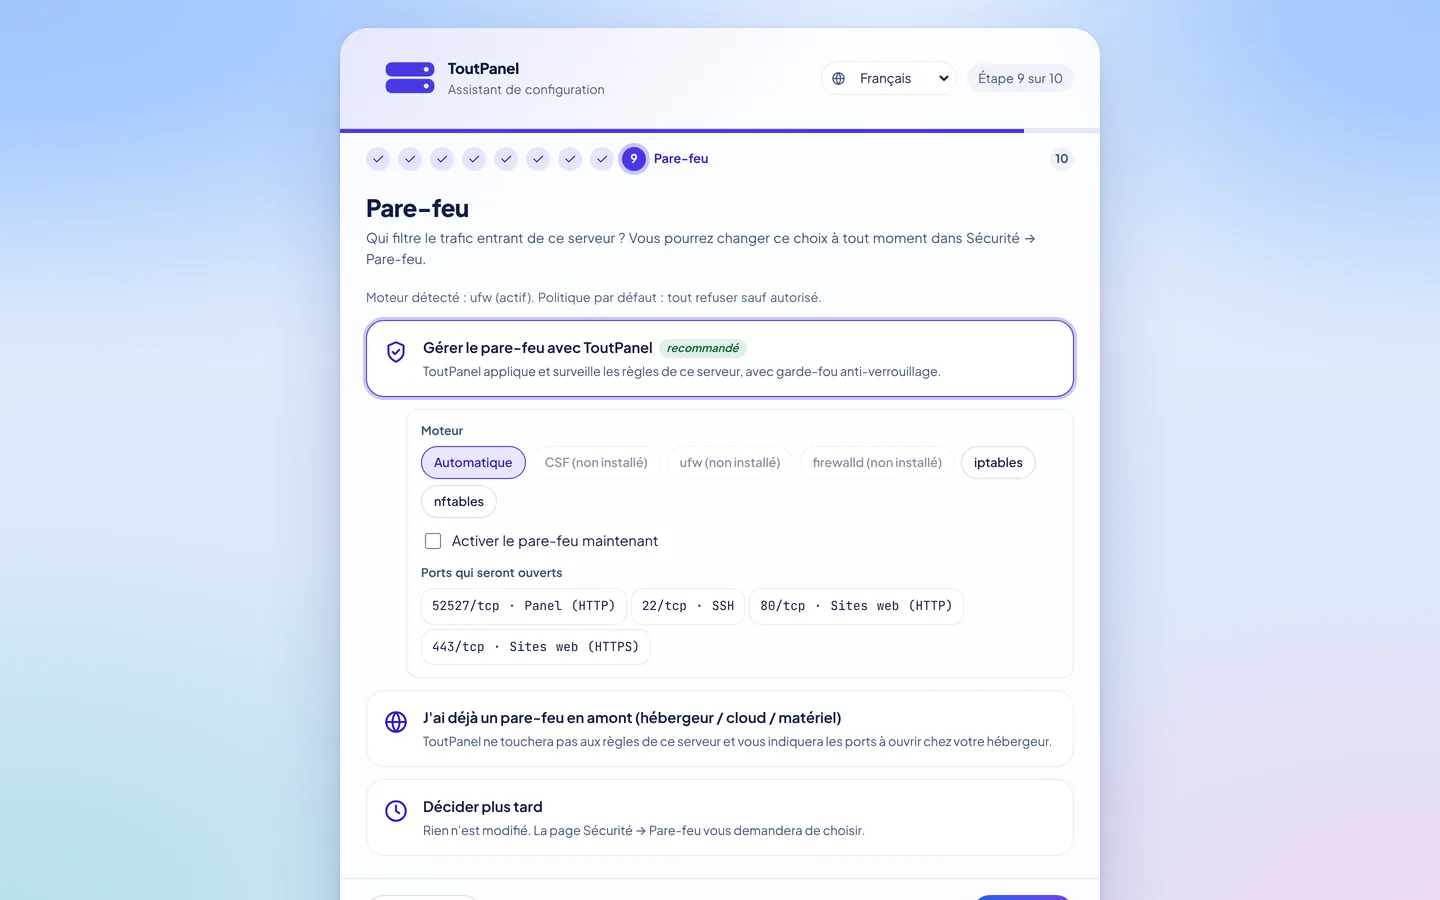 ToutPanel
Assistant de configuration
Français
Étape 9 sur 10
9 Pare-feu
10
Pare-feu
Qui filtre le trafic entrant de ce serveur ? Vous pourrez changer ce choix à tout moment dans Sécurité →
Pare-feu.
Moteur détecté : ufw (actif). Politique par défaut : tout refuser sauf autorisé.
Gérer le pare-feu avec ToutPanel recommandé
ToutPanel applique et surveille les règles de ce serveur, avec garde-fou anti-verrouillage.
Moteur
Automatique CSF (non installé) ufw (non installé) firewalld (non installé) iptables
nftables
Activer le pare-feu maintenant
Ports qui seront ouverts
52527/tcp · Panel (HTTP) 22/tcp · SSH 80/tcp · Sites web (HTTP)
443/tcp · Sites web (HTTPS)
J'ai déjà un pare-feu en amont (hébergeur / cloud / matériel)
ToutPanel ne touchera pas aux règles de ce serveur et vous indiquera les ports à ouvrir chez votre hébergeur.
Décider plus tard
Rien n'est modifié. La page Sécurité → Pare-feu vous demandera de choisir.